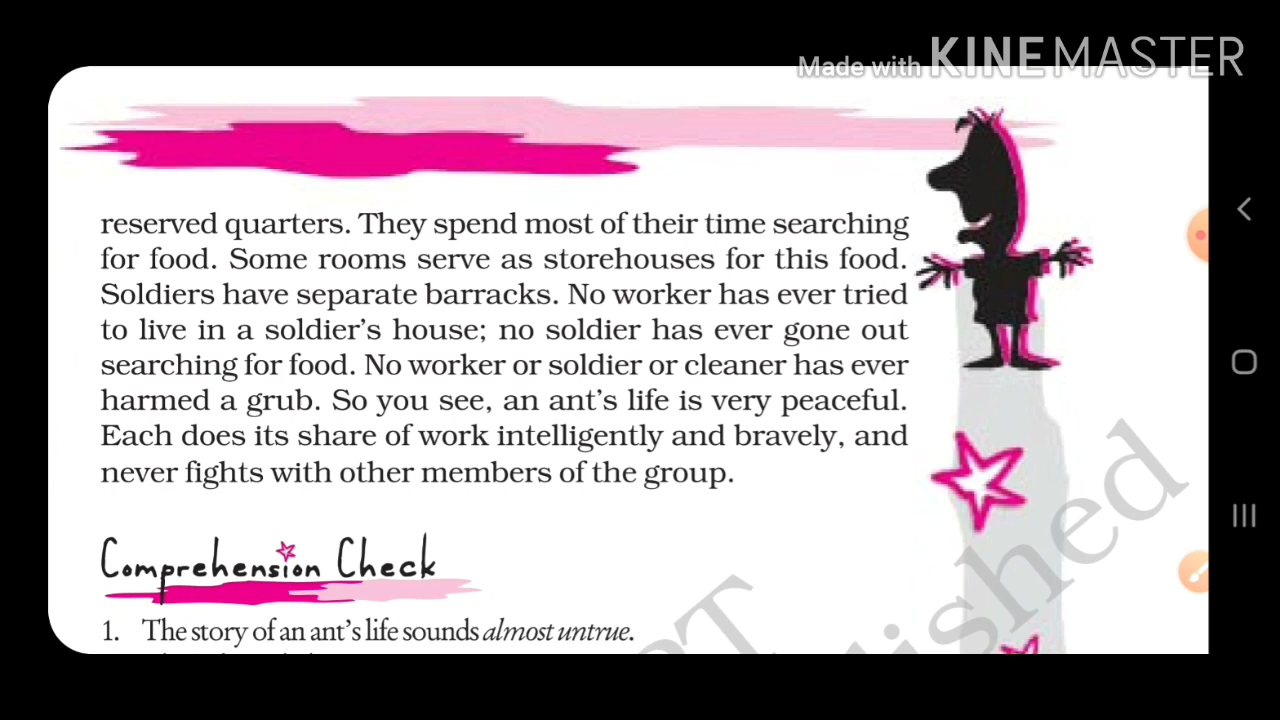 Made with KINEMASTER
reserved quarters. They spend most of their time searching
for food. Some rooms serve as storehouses for this food.
Soldiers have separate barracks. No worker has ever tried
to live in a soldier's house; no soldier has ever gone out
searching for food. No worker or soldier or cleaner has ever
harmed a grub. So you see, an ant's life is very peaceful.
Each does its share of work intelligently and bravely, and
never fights with other members of the group.
Comprehension Check
1. The story of an ant's life sounds almost untrue.